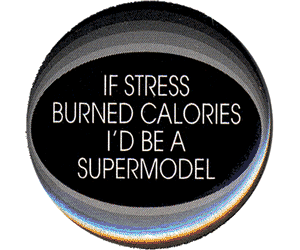 IF STRESS
BURNED CALORIES
I'D BE A
SUPERMODEL